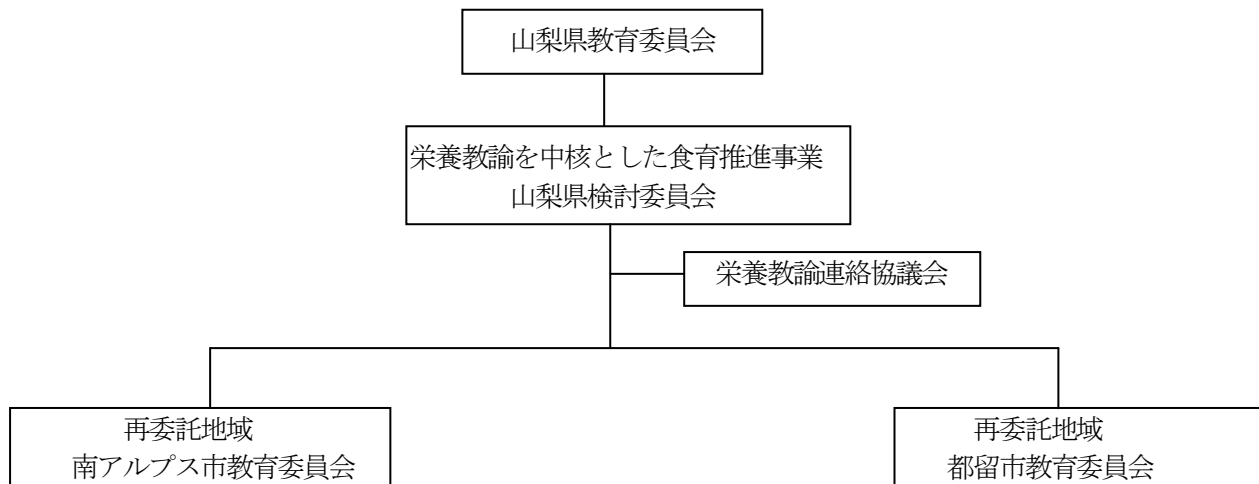 山梨県教育委員会
栄養教諭を中核とした食育推進事業
山梨県検討委員会
栄養教諭連絡協議会
再委託地域
南アルプス市教育委員会
再委託地域
都留市教育委員会